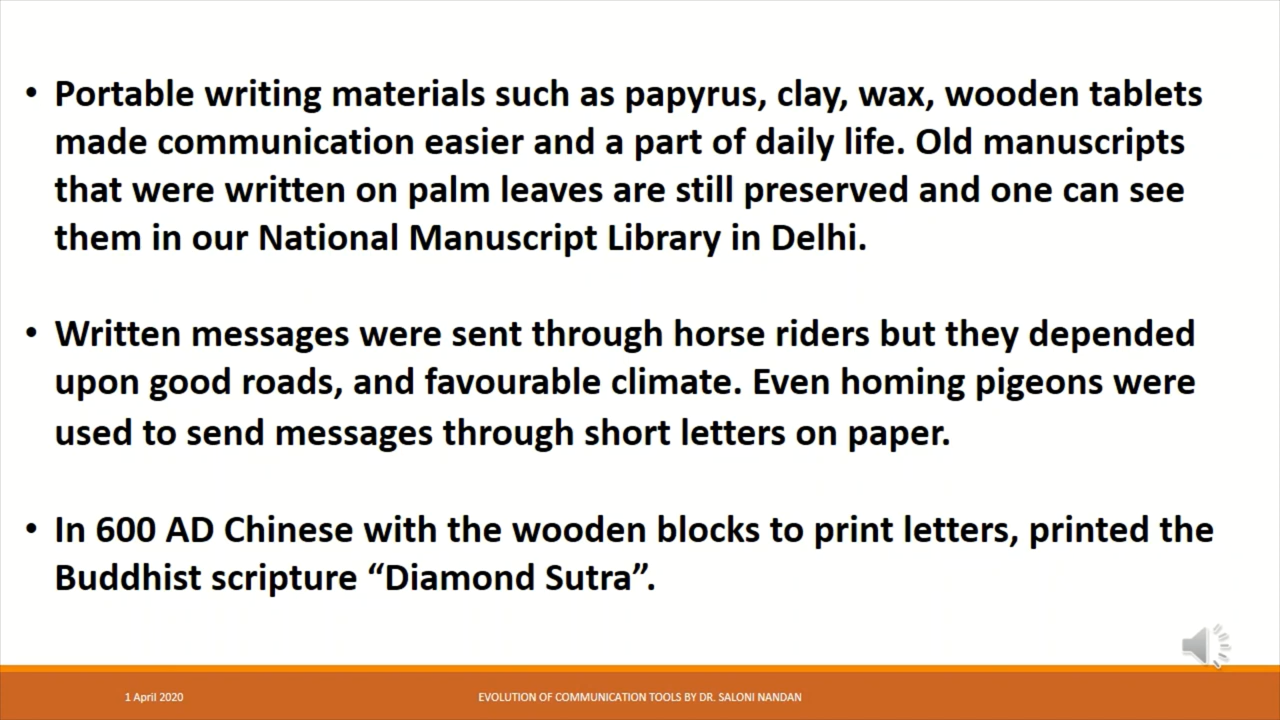 • Portable writing materials such as papyrus, clay, wax, wooden tablets
made communication easier and a part of daily life. Old manuscripts
that were written on palm leaves are still preserved and one can see
them in our National Manuscript Library in Delhi.
• Written messages were sent through horse riders but they depended
upon good roads, and favourable climate. Even homing pigeons were
used to send messages through short letters on paper.
• In 600 AD Chinese with the wooden blocks to print letters, printed the
Buddhist scripture “Diamond Sutra”.
1 April 2020
EVOLUTION OF COMMUNICATION TOOLS BY DR. SALONI NANDAN